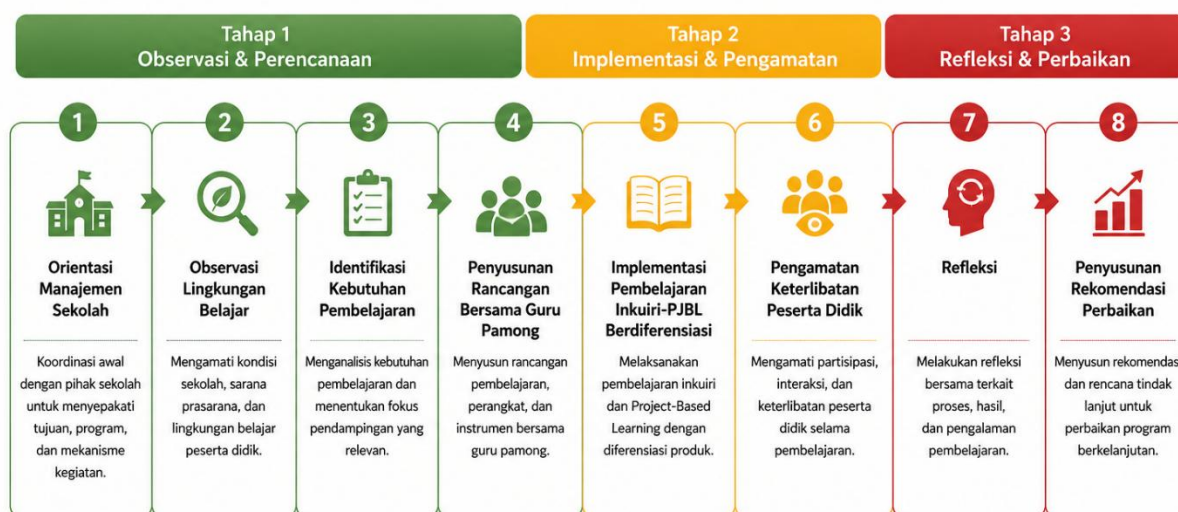 Tahap 1
Observasi & Perencanaan
Tahap 2
Implementasi & Pengamatan
Tahap 3
Refleksi & Perbaikan
1
Orientasi
Manajemen
Sekolah
Koordinasi awal
dengan pihak sekolah
untuk menyepakati
tujuan, program,
dan mekanisme
kegiatan.
2
Observasi
Lingkungan
Belajar
Mengamati kondisi
sekolah, sarana
prasarana, dan
lingkungan belajar
peserta didik.
3
Identifikasi
Kebutuhan
Pembelajaran
Menganalisis kebutuhan
pembelajaran dan
menentukan fokus
pendampingan yang
relevan.
4
Penyusunan
Rancangan
Bersama Guru
Pamong
Menyusun rancangan
pembelajaran,
perangkat, dan
instrumen bersama
guru pamong.
5
Implementasi
Pembelajaran
Inkuiri-PJBL
Berdiferensiasi
Melaksanakan
pembelajaran inkuiri
dan Project-Based
Learning dengan
diferensiasi produk.
6
Pengamatan
Keterlibatan
Peserta Didik
Mengamati partisipasi,
interaksi, dan
keterlibatan peserta
didik selama
pembelajaran.
7
Refleksi
Melakukan refleksi
bersama terkait
proses, hasil,
dan pengalaman
pembelajaran.
8
Penyusunan
Rekomendasi
Perbaikan
Menyusun rekomendas
dan rencana tindak
lanjut untuk
perbaikan program
berkelanjutan.